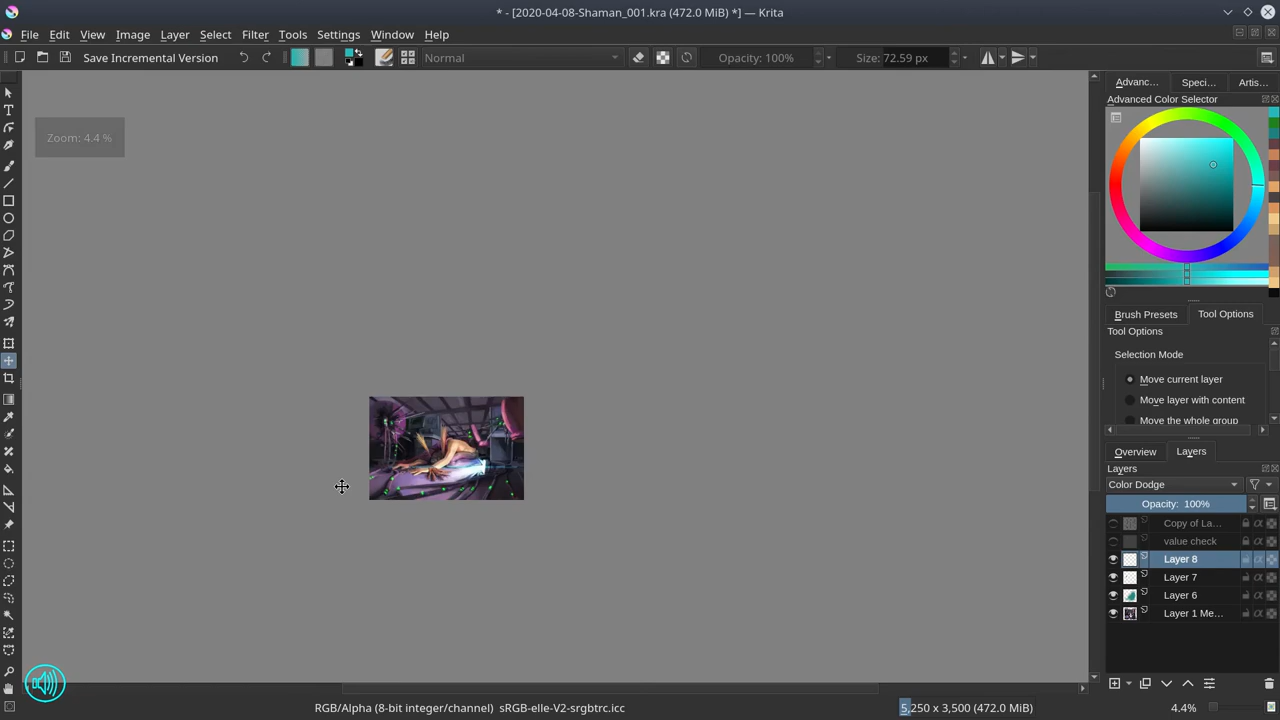 * - [2020-04-08-Shaman_001.kra (472.0 MiB) *] — Krita
File Edit View Image Layer Select Filter Tools Settings Window Help
Save Incremental Version Normal Opacity: 100% Size: 72.59 px
Advanc... Speci... Artis...
Advanced Color Selector
Zoom: 4.4 %
Brush Presets Tool Options
Tool Options
Selection Mode
Move current layer
Move layer with content
Move the whole group
Overview Layers
Layers
Color Dodge
Opacity: 100%
Copy of La...
value check
Layer 8
Layer 7
Layer 6
Layer 1 Me...
RGB/Alpha (8-bit integer/channel) sRGB-elle-V2-srgbtrc.icc 5,250 x 3,500 (472.0 MiB) 4.4%